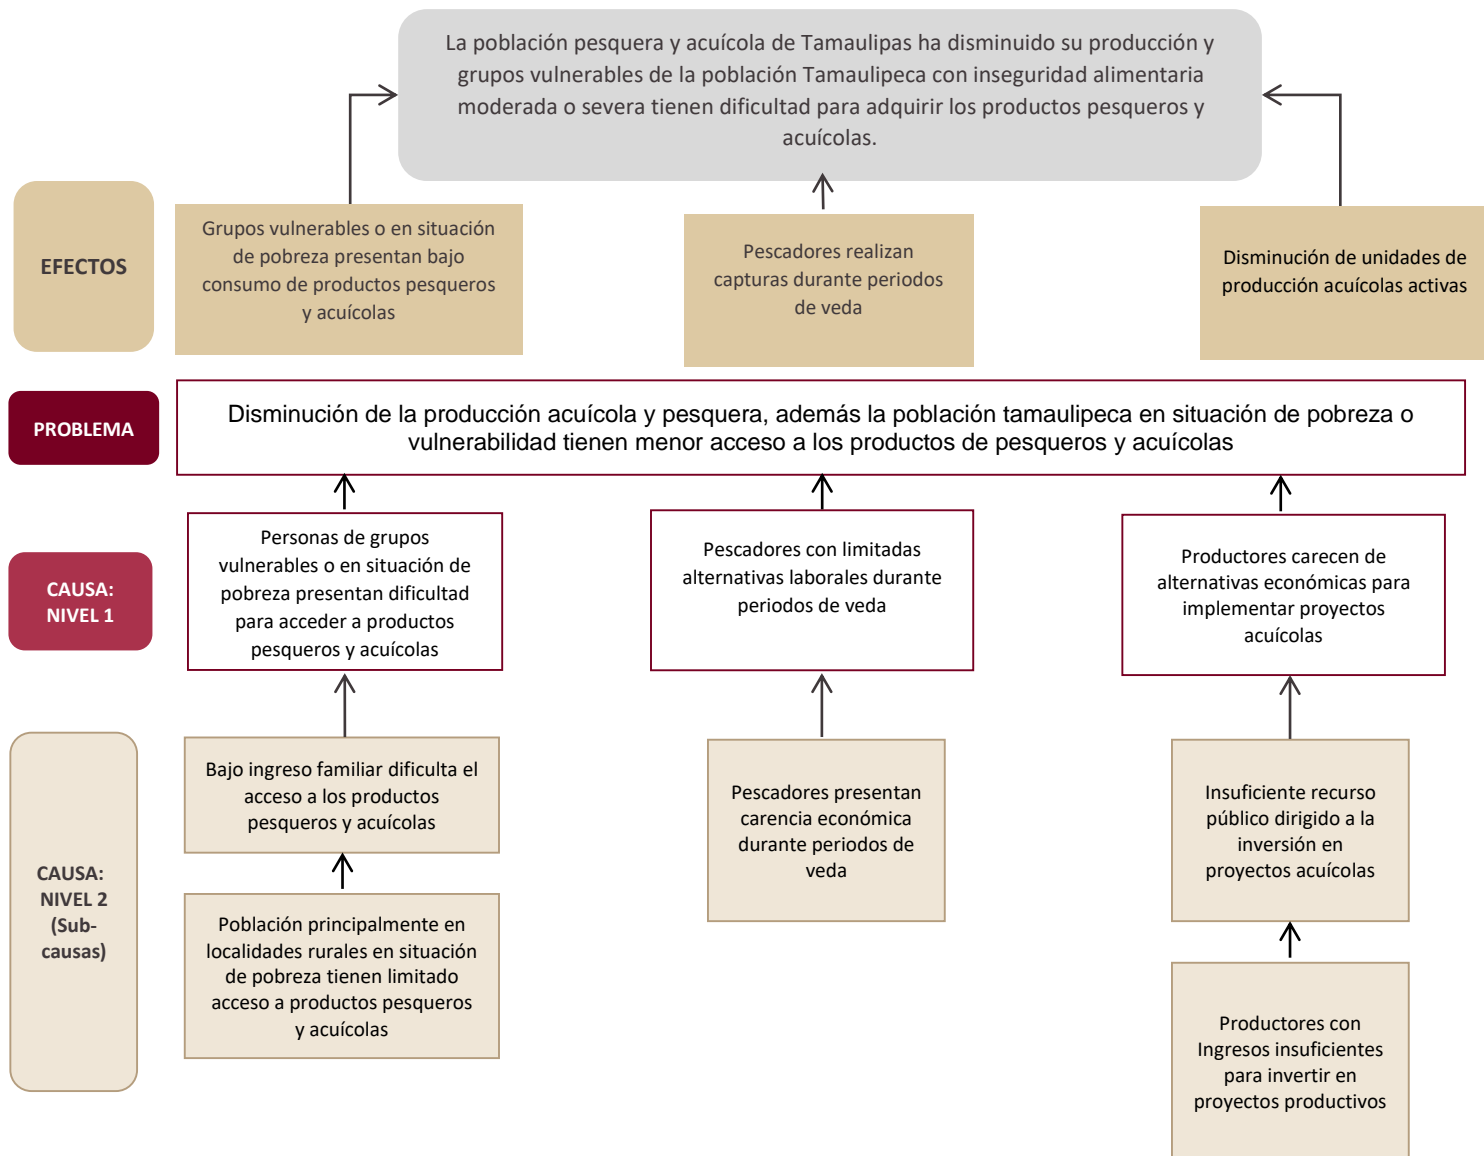 La población pesquera y acuícola de Tamaulipas ha disminuido su producción y
grupos vulnerables de la población Tamaulipeca con inseguridad alimentaria
moderada o severa tienen dificultad para adquirir los productos pesqueros y
acuícolas.
EFECTOS
Grupos vulnerables o en situación
de pobreza presentan bajo
consumo de productos pesqueros
y acuícolas
Pescadores realizan
capturas durante periodos
de veda
Disminución de unidades de
producción acuícolas activas
PROBLEMA
Disminución de la producción acuícola y pesquera, además la población tamaulipeca en situación de pobreza o
vulnerabilidad tienen menor acceso a los productos de pesqueros y acuícolas
CAUSA:
NIVEL 1
Personas de grupos
vulnerables o en situación de
pobreza presentan dificultad
para acceder a productos
pesqueros y acuícolas
Pescadores con limitadas
alternativas laborales durante
periodos de veda
Productores carecen de
alternativas económicas para
implementar proyectos
acuícolas
CAUSA:
NIVEL 2
(Sub-
causas)
Bajo ingreso familiar dificulta el
acceso a los productos
pesqueros y acuícolas
Pescadores presentan
carencia económica
durante periodos de
veda
Insuficiente recurso
público dirigido a la
inversión en
proyectos acuícolas
Población principalmente en
localidades rurales en situación
de pobreza tienen limitado
acceso a productos pesqueros
y acuícolas
Productores con
Ingresos insuficientes
para invertir en
proyectos productivos